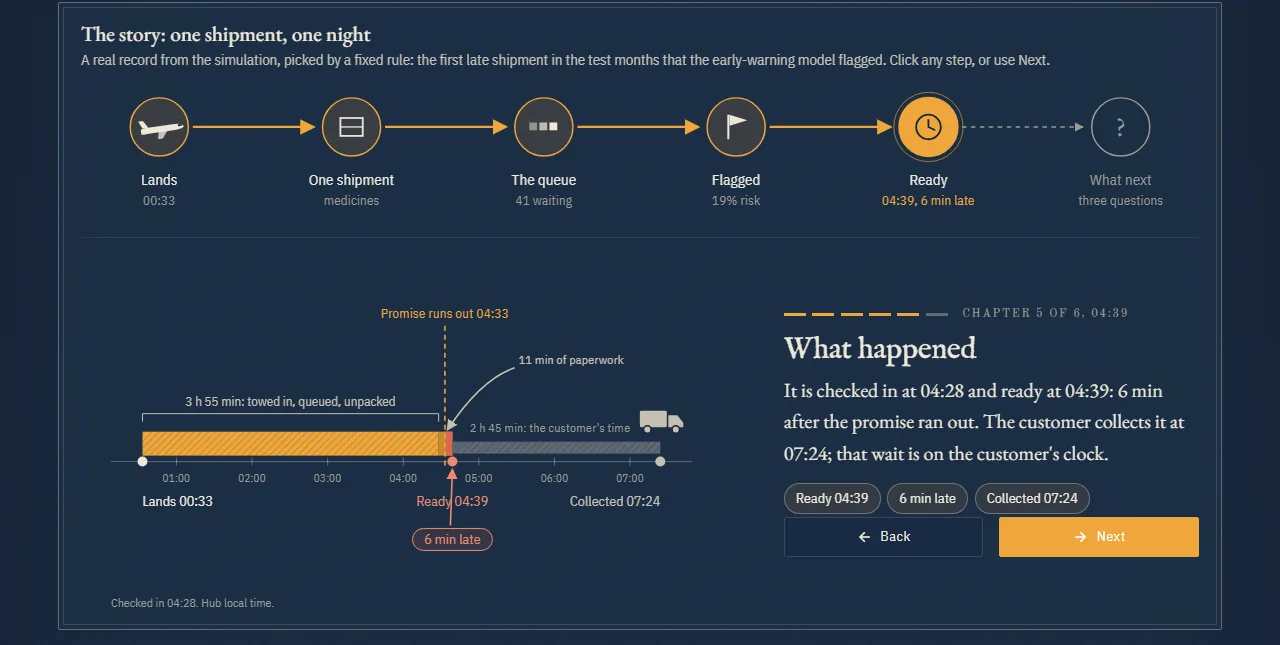 The story: one shipment, one night
A real record from the simulation, picked by a fixed rule: the first late shipment in the test months that the early-warning model flagged. Click any step, or use Next.
?
Lands
One shipment
The queue
Flagged
Ready
What next
00:33
medicines
41 waiting
19% risk
04:39, 6 min late
three questions
Promise runs out 04:33
11 min of paperwork
3 h 55 min: towed in, queued, unpacked
2 h 45 min: the customer's time
01:00
02:00
03:00
04:00
05:00
06:00
07:00
Lands 00:33
Ready 04:39
Collected 07:24
6 min late
Checked in 04:28. Hub local time.
CHAPTER 5 OF 6, 04:39
What happened
It is checked in at 04:28 and ready at 04:39: 6 min
after the promise ran out. The customer collects it at
07:24; that wait is on the customer's clock.
Ready 04:39
6 min late
Collected 07:24
← Back
→ Next